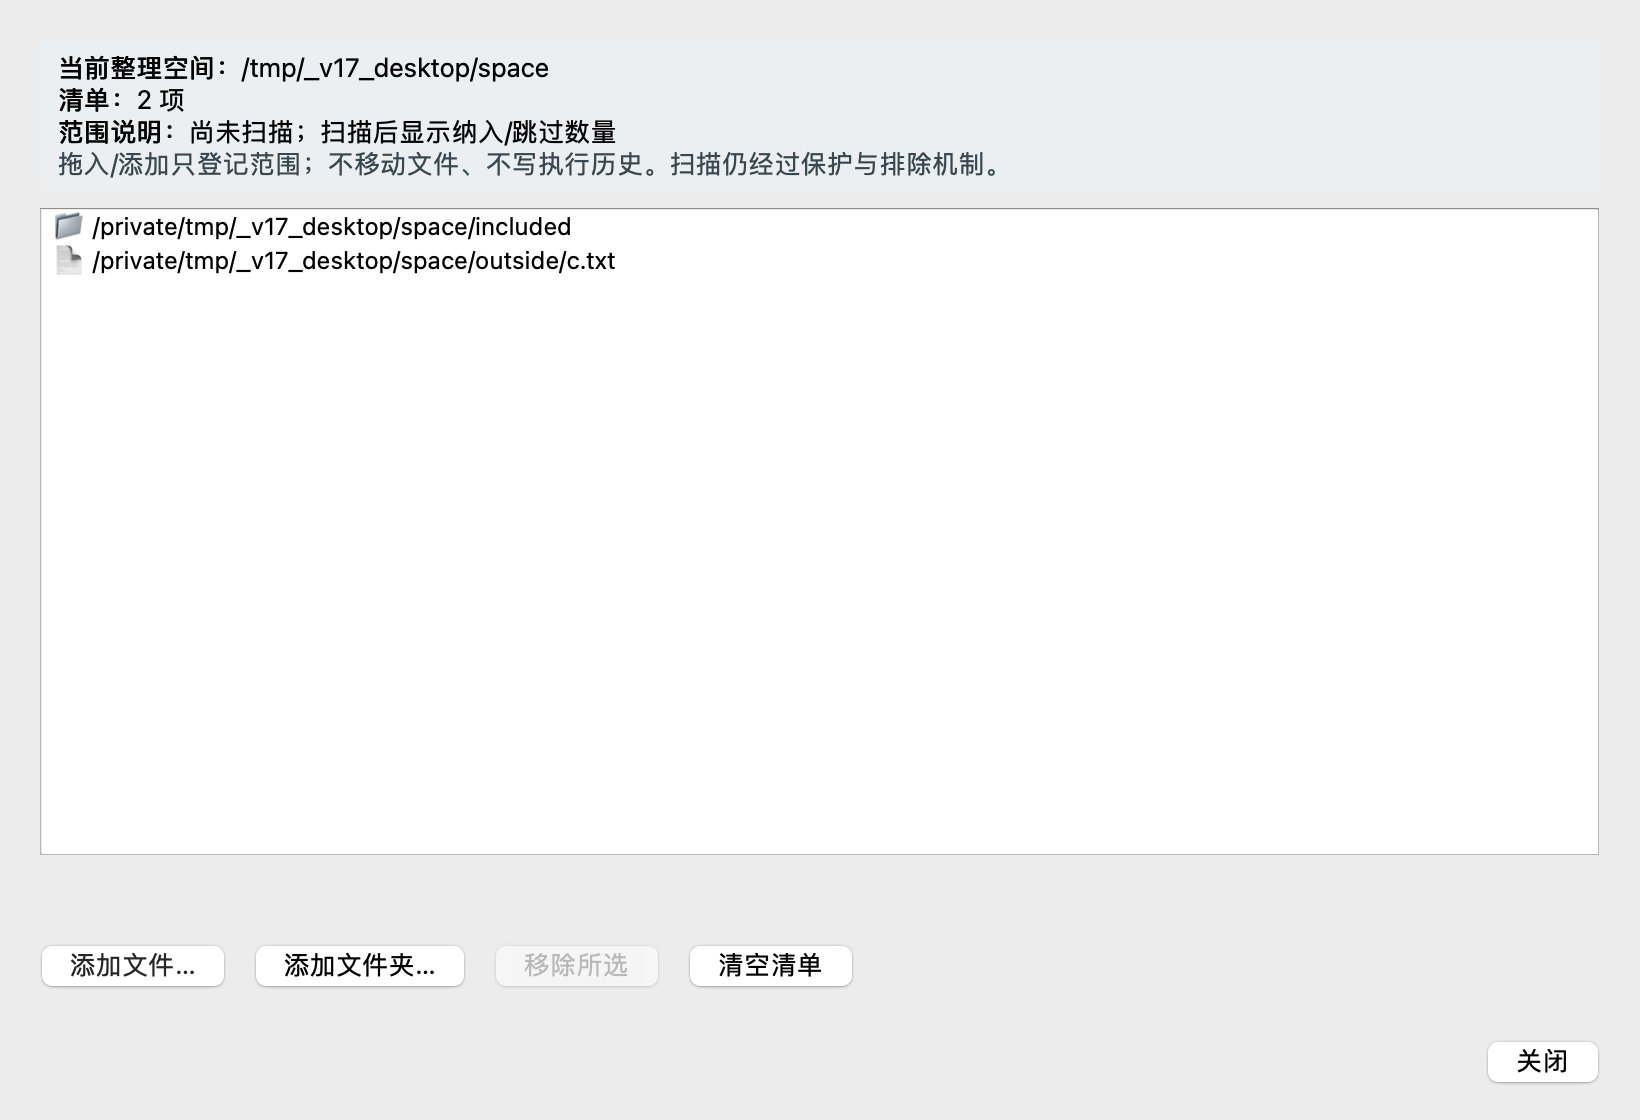 当前整理空间：/tmp/_v17_desktop/space
清单：2 项
范围说明：尚未扫描；扫描后显示纳入/跳过数量
拖入/添加只登记范围；不移动文件、不写执行历史。扫描仍经过保护与排除机制。
/private/tmp/_v17_desktop/space/included
/private/tmp/_v17_desktop/space/outside/c.txt
添加文件...
添加文件夹...
移除所选
清空清单
关闭